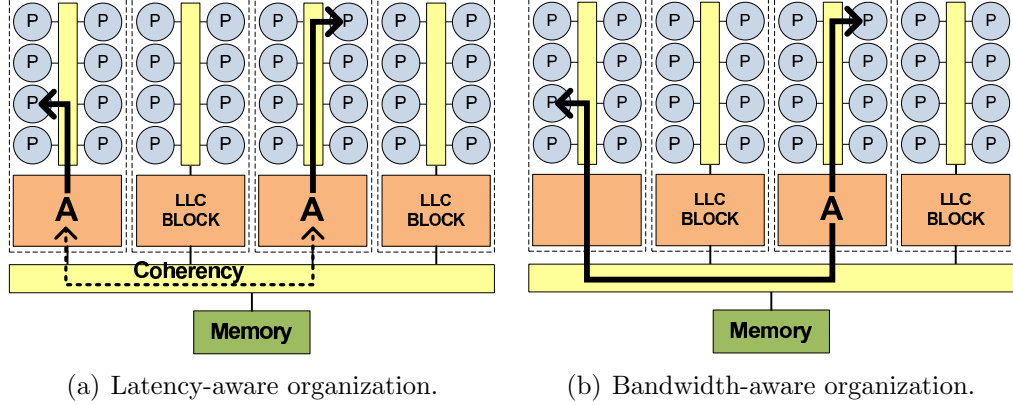 P P P P P P P P
P P P P P P P P
P P P P P P P P
P P P P P P P P
A LLC BLOCK A LLC BLOCK
Coherency
Memory
(a) Latency-aware organization.
P P P P P P P P
P P P P P P P P
P P P P P P P P
P P P P P P P P
LLC BLOCK A LLC BLOCK
Memory
(b) Bandwidth-aware organization.